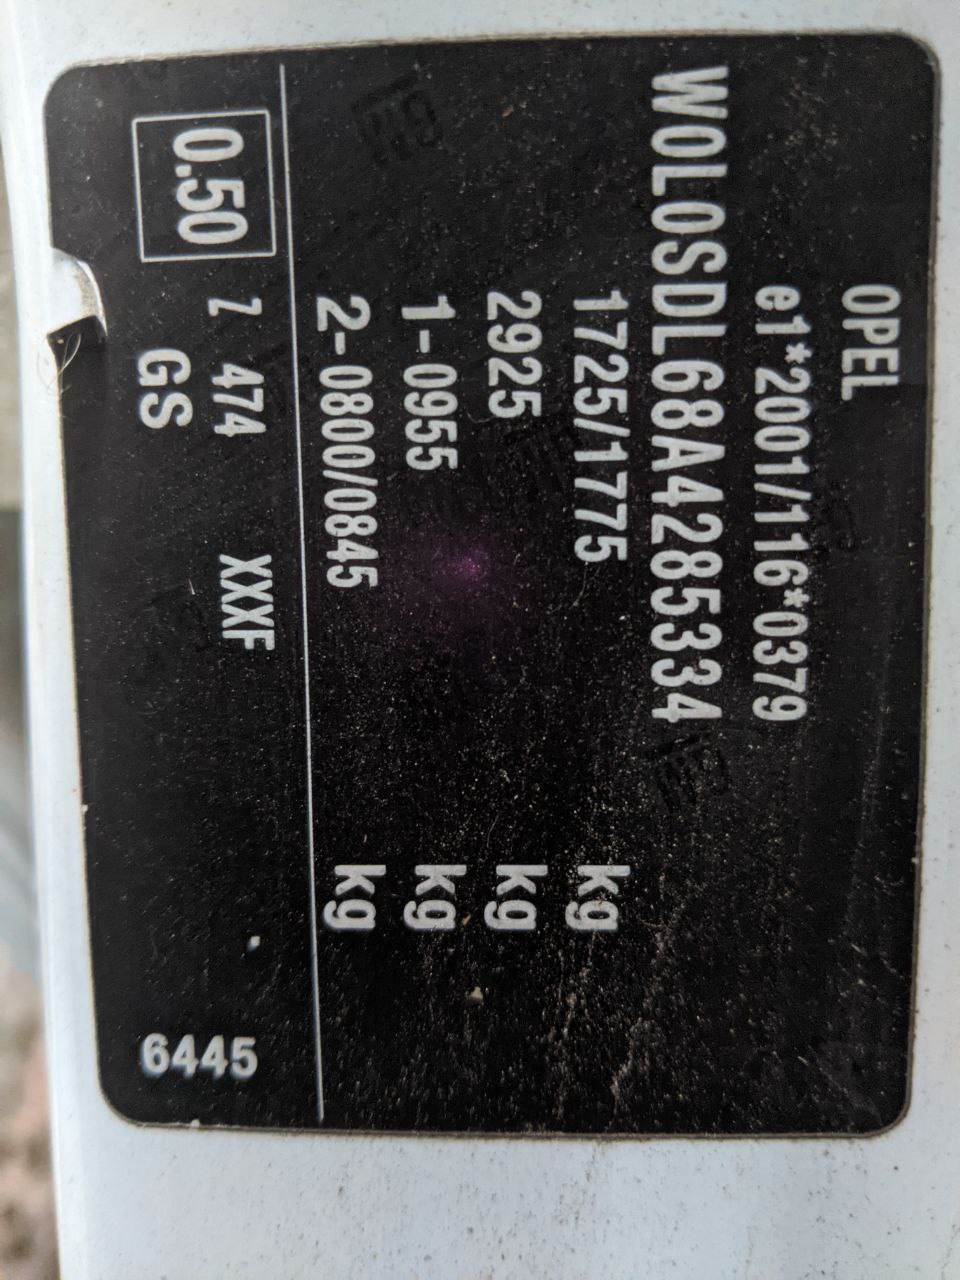 OPEL
e1*2001/116*0379
W0L0SDL68A4285334
1725/1775 kg
2925 kg
1-0955 kg
2-0800/0845 kg
0.50 Z 474 XXXF
GS
6445